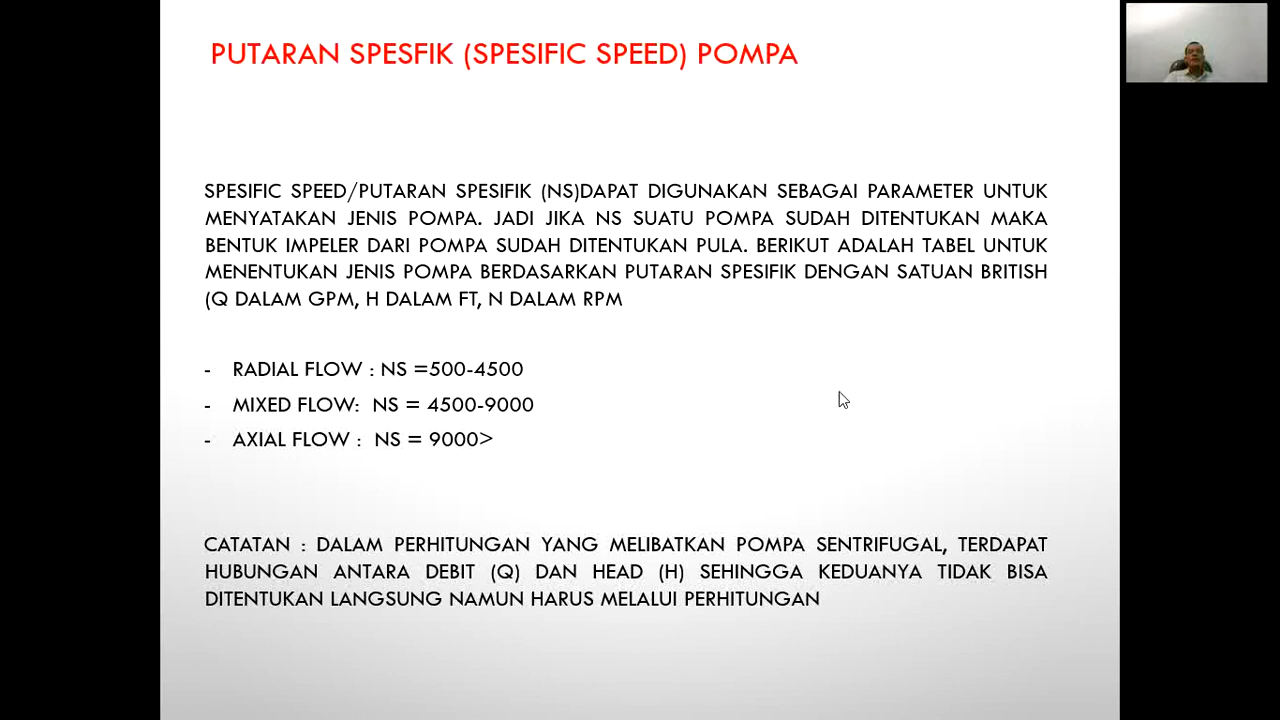 PUTARAN SPESFIK (SPESIFIC SPEED) POMPA
SPESIFIC SPEED/PUTARAN SPESIFIK (NS)DAPAT DIGUNAKAN SEBAGAI PARAMETER UNTUK
MENYATAKAN JENIS POMPA. JADI JIKA NS SUATU POMPA SUDAH DITENTUKAN MAKA
BENTUK IMPELER DARI POMPA SUDAH DITENTUKAN PULA. BERIKUT ADALAH TABEL UNTUK
MENENTUKAN JENIS POMPA BERDASARKAN PUTARAN SPESIFIK DENGAN SATUAN BRITISH
(Q DALAM GPM, H DALAM FT, N DALAM RPM
- RADIAL FLOW : NS =500-4500
- MIXED FLOW: NS = 4500-9000
- AXIAL FLOW : NS = 9000>
CATATAN : DALAM PERHITUNGAN YANG MELIBATKAN POMPA SENTRIFUGAL, TERDAPAT
HUBUNGAN ANTARA DEBIT (Q) DAN HEAD (H) SEHINGGA KEDUANYA TIDAK BISA
DITENTUKAN LANGSUNG NAMUN HARUS MELALUI PERHITUNGAN